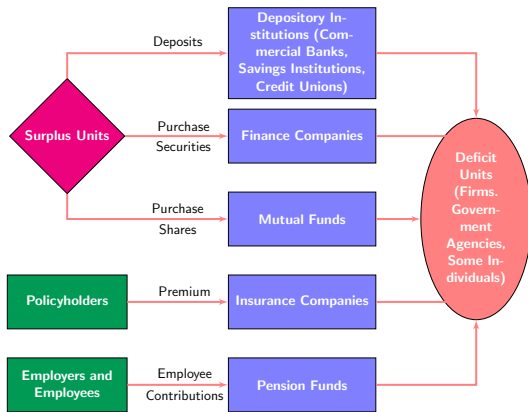 Deposits
Depository In-
stitutions (Com-
mercial Banks,
Savings Institutions,
Credit Unions)
Surplus Units
Purchase
Securities
Finance Companies
Purchase
Shares
Mutual Funds
Deficit
Units
(Firms.
Govern-
ment
Agencies,
Some In-
dividuals)
Policyholders
Premium
Insurance Companies
Employers and
Employees
Employee
Contributions
Pension Funds